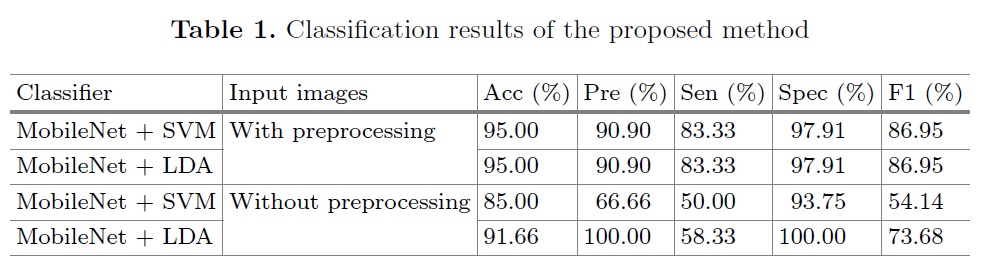 Table 1. Classification results of the proposed method
Classifier Input images Acc (%) Pre (%) Sen (%) Spec (%) F1 (%)
MobileNet + SVM With preprocessing 95.00 90.90 83.33 97.91 86.95
MobileNet + LDA 95.00 90.90 83.33 97.91 86.95
MobileNet + SVM Without preprocessing 85.00 66.66 50.00 93.75 54.14
MobileNet + LDA 91.66 100.00 58.33 100.00 73.68